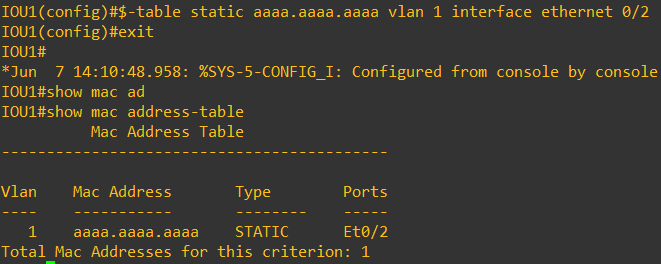 IOU1(config)#$-table static aaaa.aaaa.aaaa vlan 1 interface ethernet 0/2
IOU1(config)#exit
IOU1#
*Jun  7 14:10:48.958: %SYS-5-CONFIG_I: Configured from console by console
IOU1#show mac ad
IOU1#show mac address-table
          Mac Address Table
-------------------------------------------

Vlan    Mac Address       Type        Ports
----    -----------       --------    -----
   1    aaaa.aaaa.aaaa    STATIC      Et0/2
Total Mac Addresses for this criterion: 1